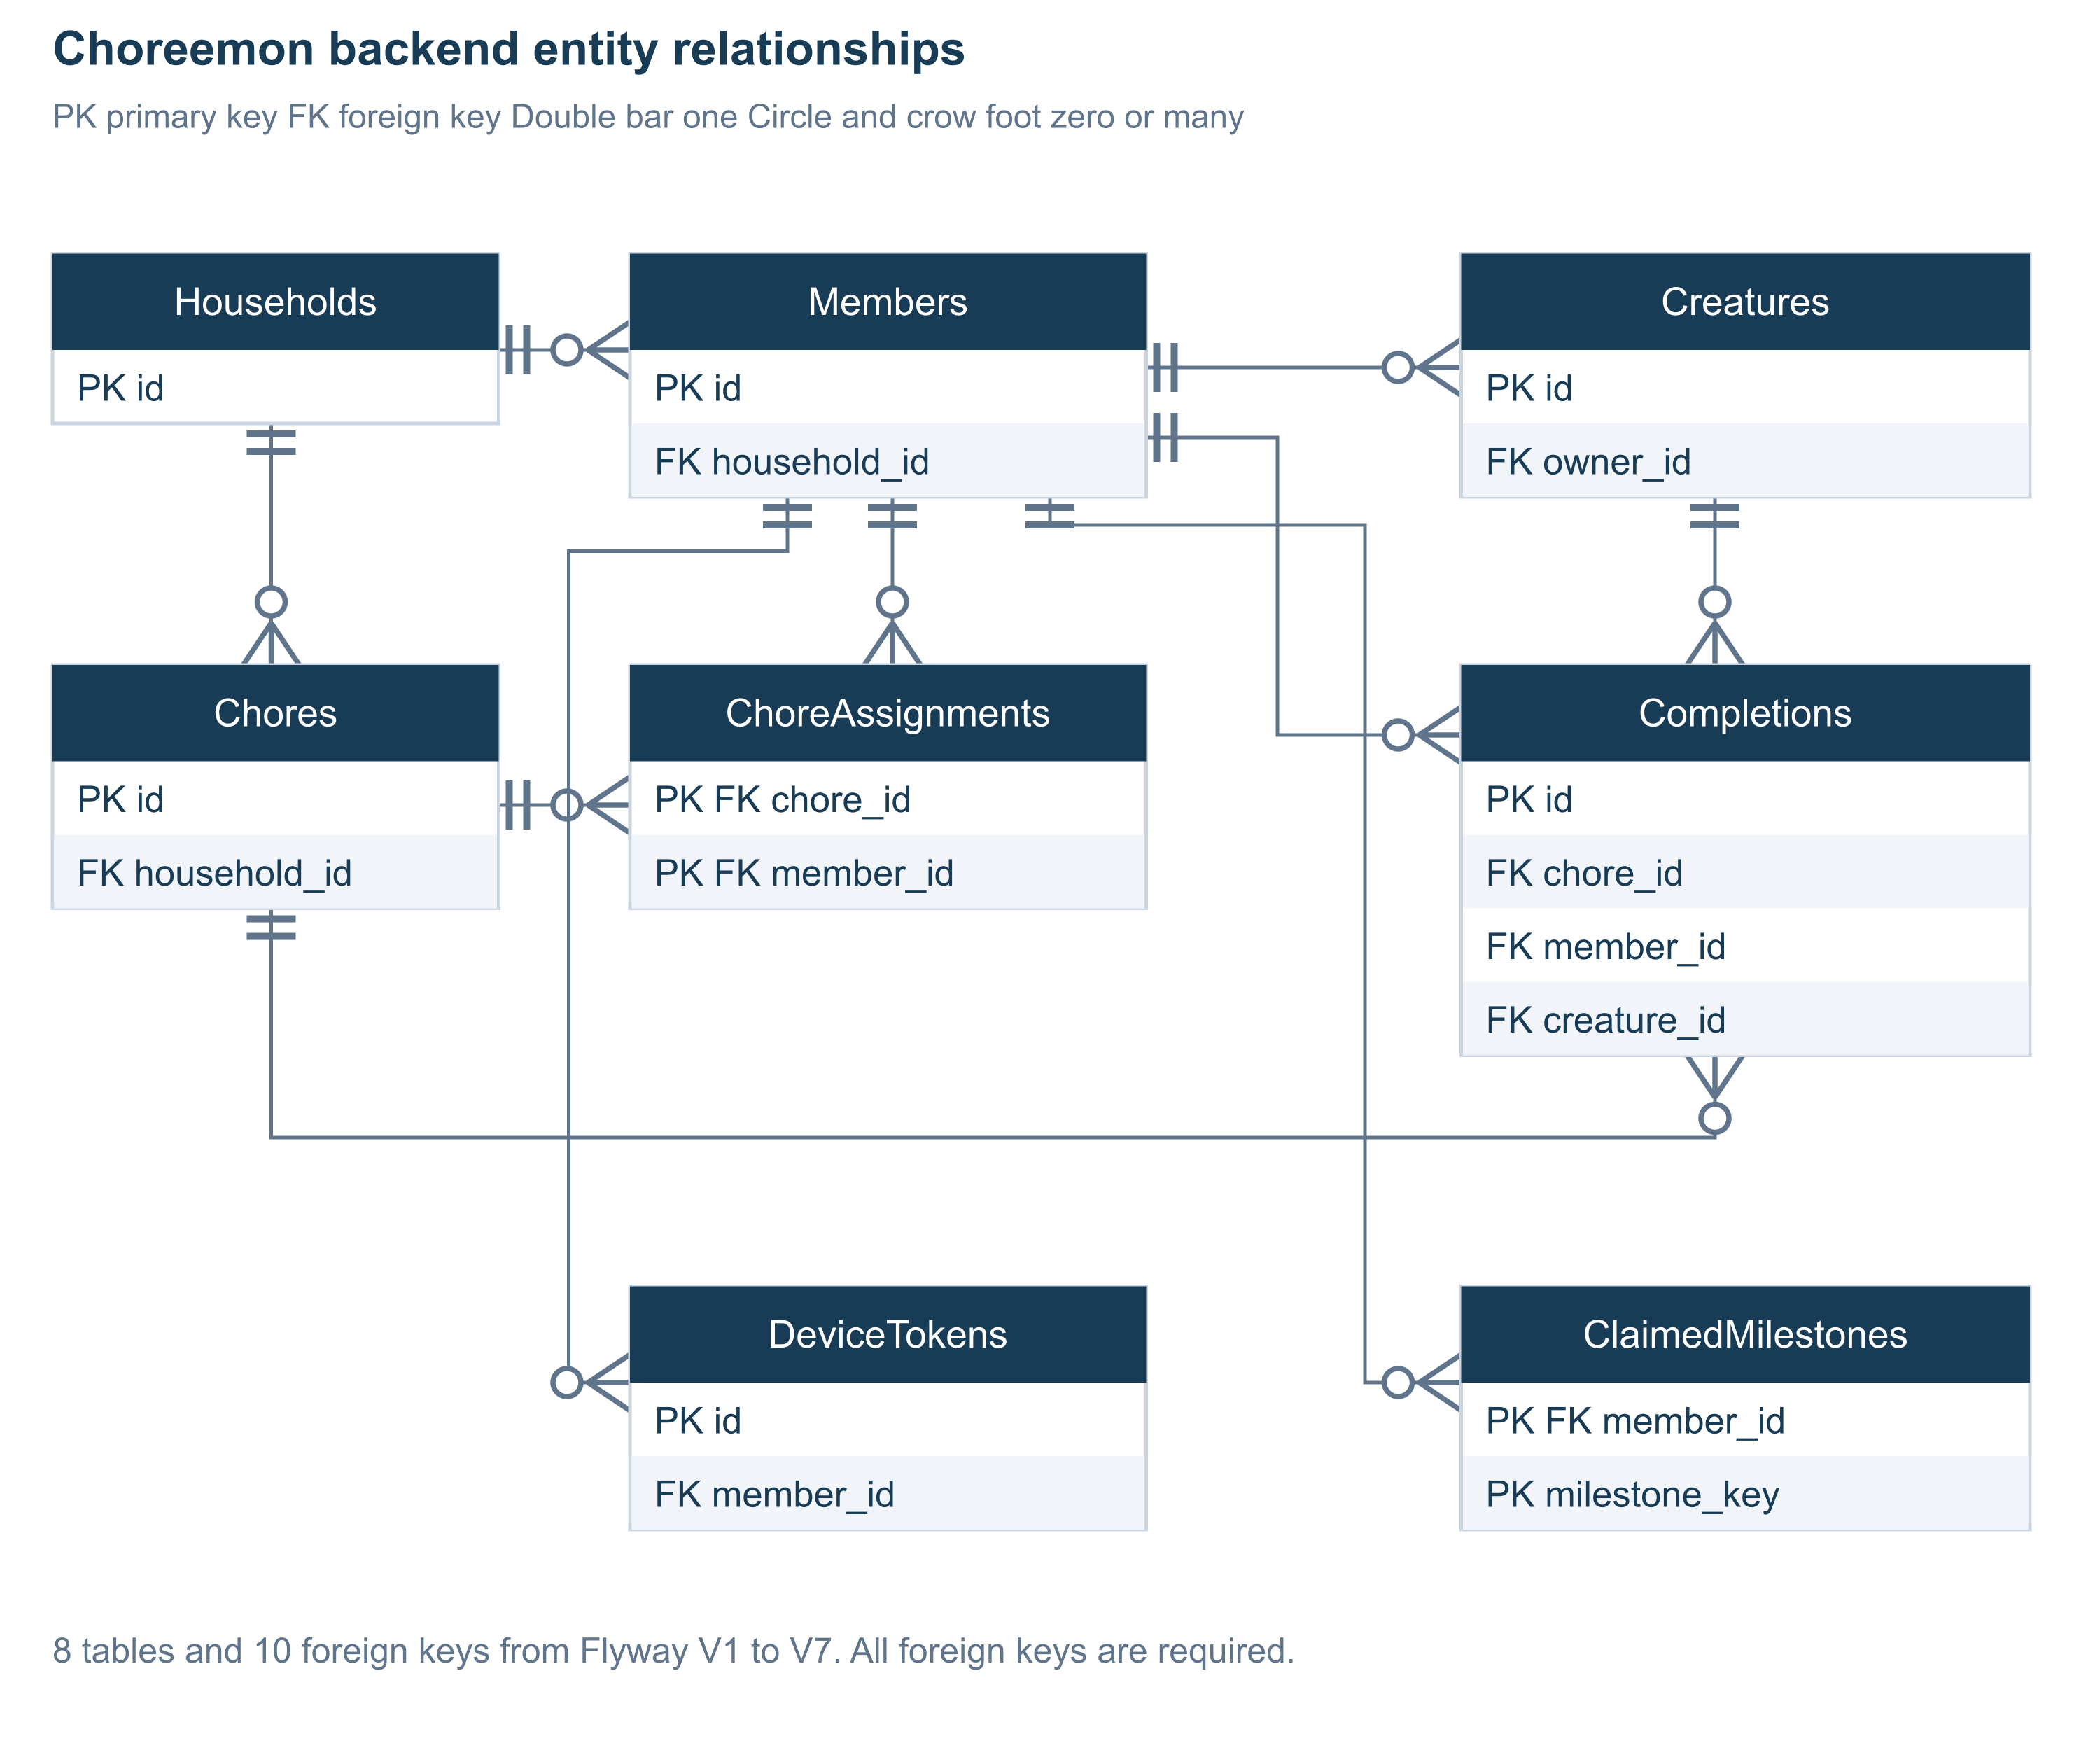 Choreemon backend entity relationships
PK primary key FK foreign key Double bar one Circle and crow foot zero or many
Households
PK id
Members
PK id
FK household_id
Creatures
PK id
FK owner_id
Chores
PK id
FK household_id
ChoreAssignments
PK FK chore_id
PK FK member_id
Completions
PK id
FK chore_id
FK member_id
FK creature_id
DeviceTokens
PK id
FK member_id
ClaimedMilestones
PK FK member_id
PK milestone_key
8 tables and 10 foreign keys from Flyway V1 to V7. All foreign keys are required.